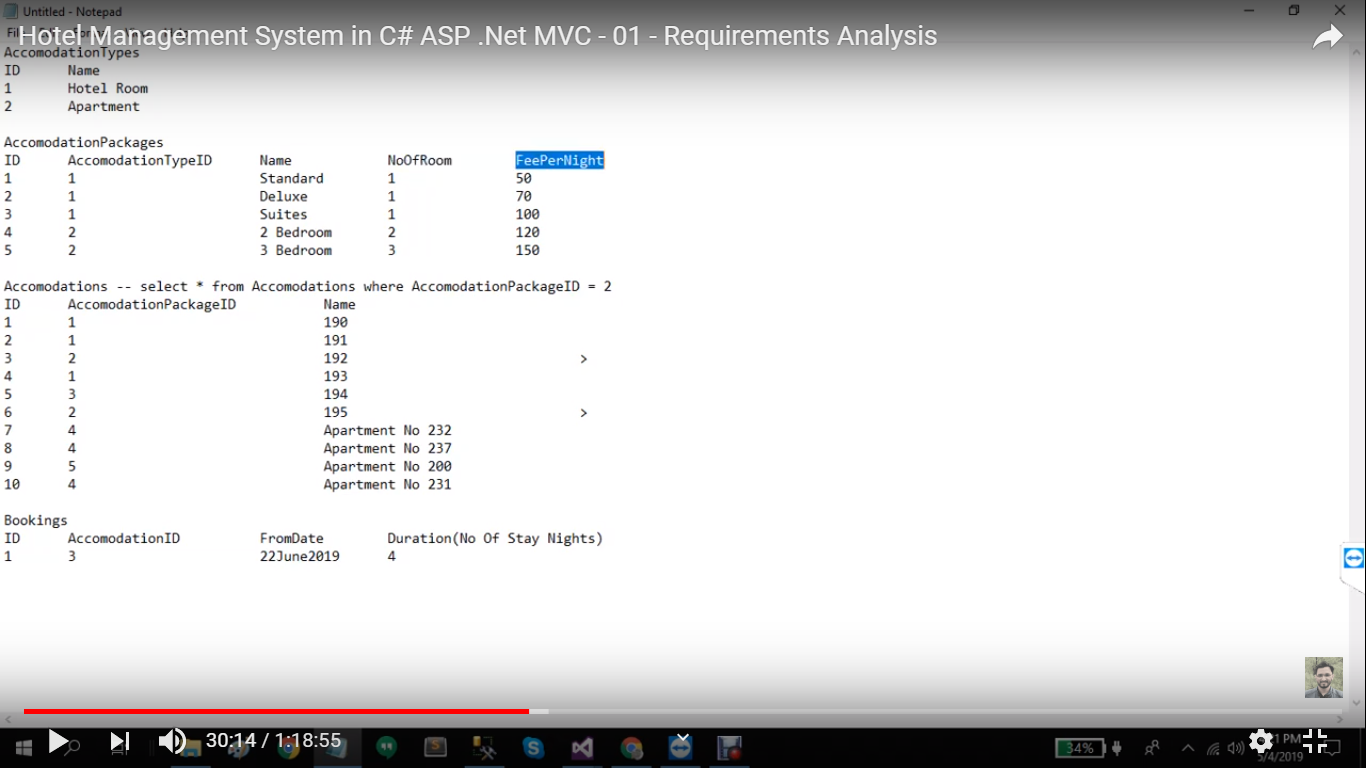 Untitled - Notepad
Hotel Management System in C# ASP .Net MVC - 01 - Requirements Analysis
AccomodationTypes
ID Name
1 Hotel Room
2 Apartment
AccomodationPackages
ID AccomodationTypeID Name NoOfRoom FeePerNight
1 1 Standard 1 50
2 1 Deluxe 1 70
3 1 Suites 1 100
4 2 2 Bedroom 2 120
5 2 3 Bedroom 3 150
Accomodations -- select * from Accomodations where AccomodationPackageID = 2
ID AccomodationPackageID Name
1 1 190
2 1 191
3 2 192 >
4 1 193
5 3 194
6 2 195 >
7 4 Apartment No 232
8 4 Apartment No 237
9 5 Apartment No 200
10 4 Apartment No 231
Bookings
ID AccomodationID FromDate Duration(No Of Stay Nights)
1 3 22June2019 4
30:14 / 1:18:55
34%
1 PM
5/4/2019